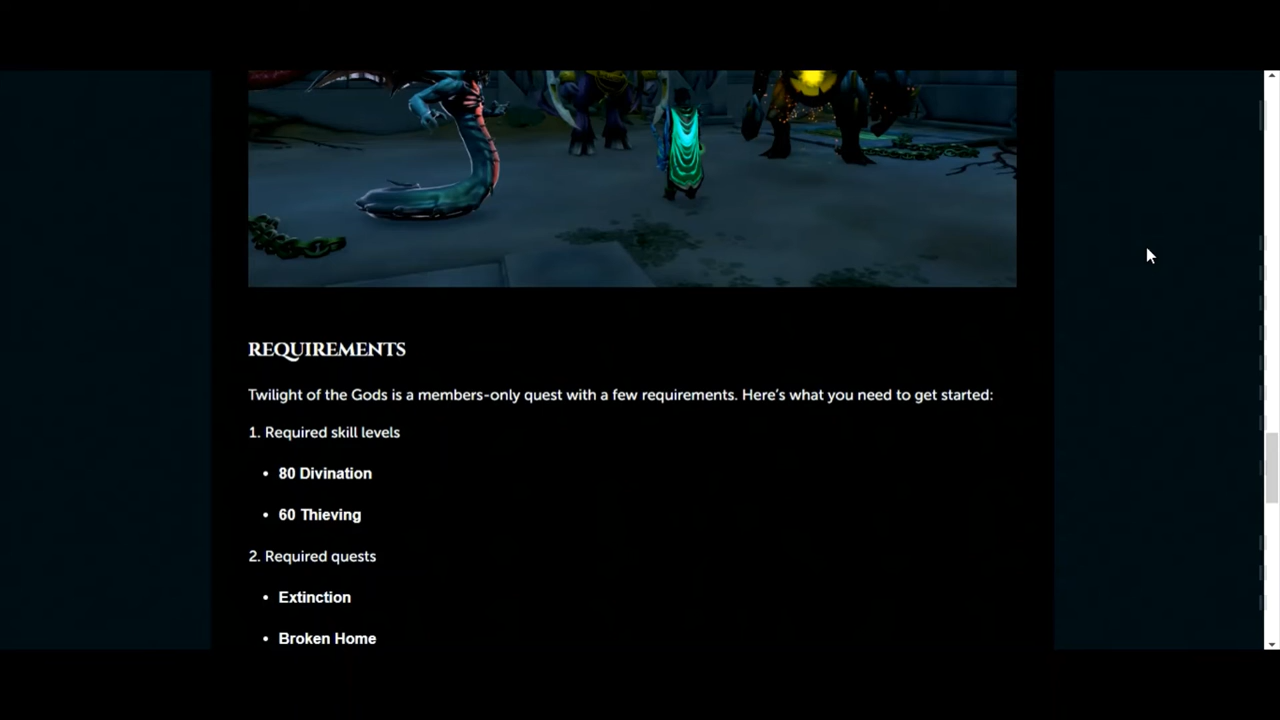 REQUIREMENTS
Twilight of the Gods is a members-only quest with a few requirements. Here's what you need to get started:
1. Required skill levels
• 80 Divination
• 60 Thieving
2. Required quests
• Extinction
• Broken Home